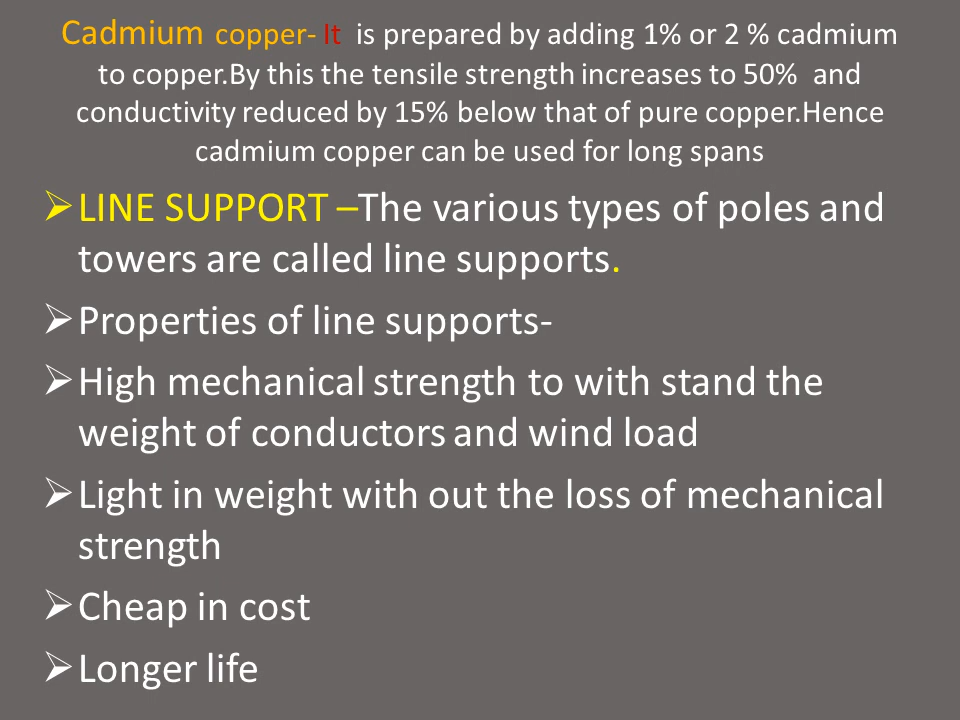 Cadmium copper- It is prepared by adding 1% or 2 % cadmium
to copper.By this the tensile strength increases to 50% and
conductivity reduced by 15% below that of pure copper.Hence
cadmium copper can be used for long spans
➢LINE SUPPORT –The various types of poles and
towers are called line supports.
➢Properties of line supports-
➢High mechanical strength to with stand the
weight of conductors and wind load
➢Light in weight with out the loss of mechanical
strength
➢Cheap in cost
➢Longer life